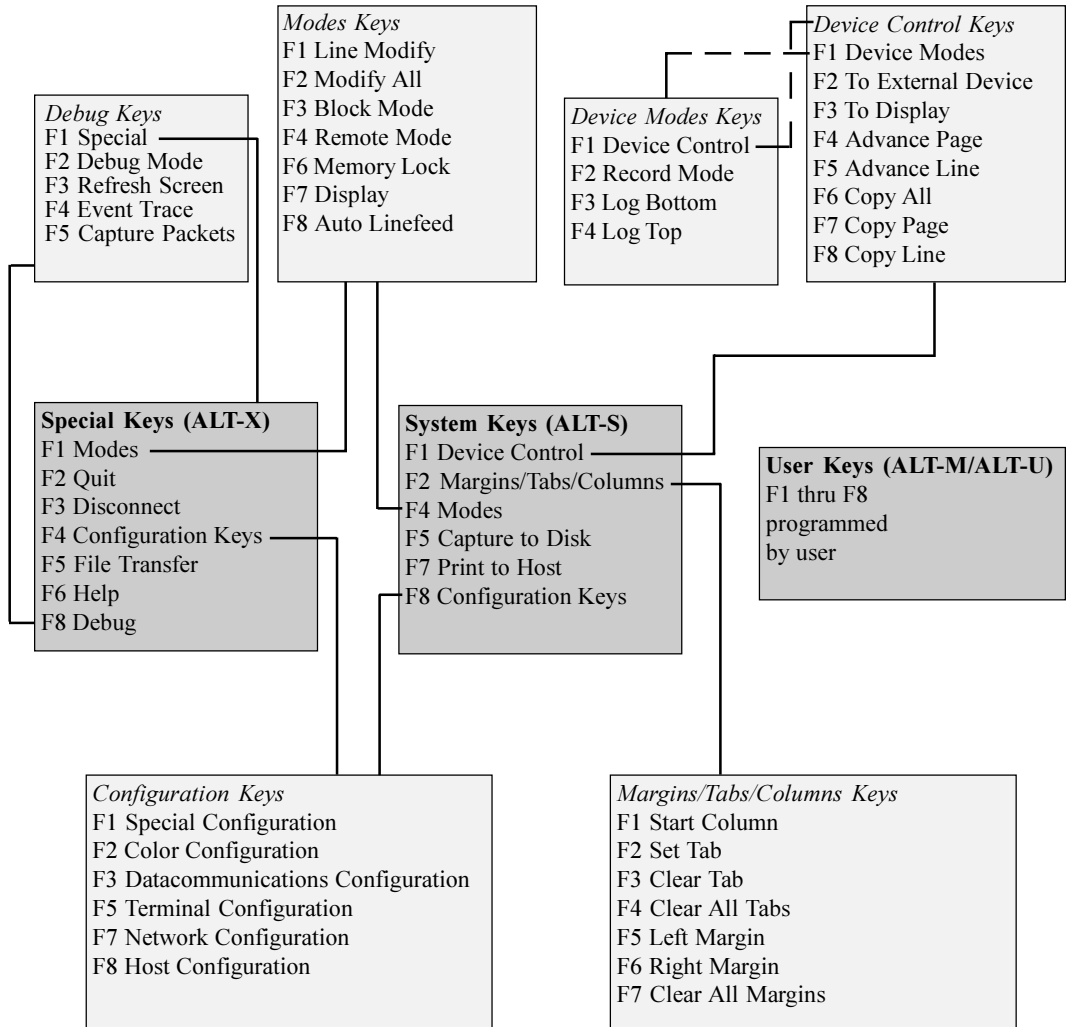 Modes Keys
F1 Line Modify
F2 Modify All
F3 Block Mode
F4 Remote Mode
F6 Memory Lock
F7 Display
F8 Auto Linefeed
Device Control Keys
F1 Device Modes
F2 To External Device
F3 To Display
F4 Advance Page
F5 Advance Line
F6 Copy All
F7 Copy Page
F8 Copy Line
Debug Keys
F1 Special
F2 Debug Mode
F3 Refresh Screen
F4 Event Trace
F5 Capture Packets
Device Modes Keys
F1 Device Control
F2 Record Mode
F3 Log Bottom
F4 Log Top
Special Keys (ALT-X)
F1 Modes
F2 Quit
F3 Disconnect
F4 Configuration Keys
F5 File Transfer
F6 Help
F8 Debug
System Keys (ALT-S)
F1 Device Control
F2 Margins/Tabs/Columns
F4 Modes
F5 Capture to Disk
F7 Print to Host
F8 Configuration Keys
User Keys (ALT-M/ALT-U)
F1 thru F8
programmed
by user
Configuration Keys
F1 Special Configuration
F2 Color Configuration
F3 Datacommunications Configuration
F5 Terminal Configuration
F7 Network Configuration
F8 Host Configuration
Margins/Tabs/Columns Keys
F1 Start Column
F2 Set Tab
F3 Clear Tab
F4 Clear All Tabs
F5 Left Margin
F6 Right Margin
F7 Clear All Margins